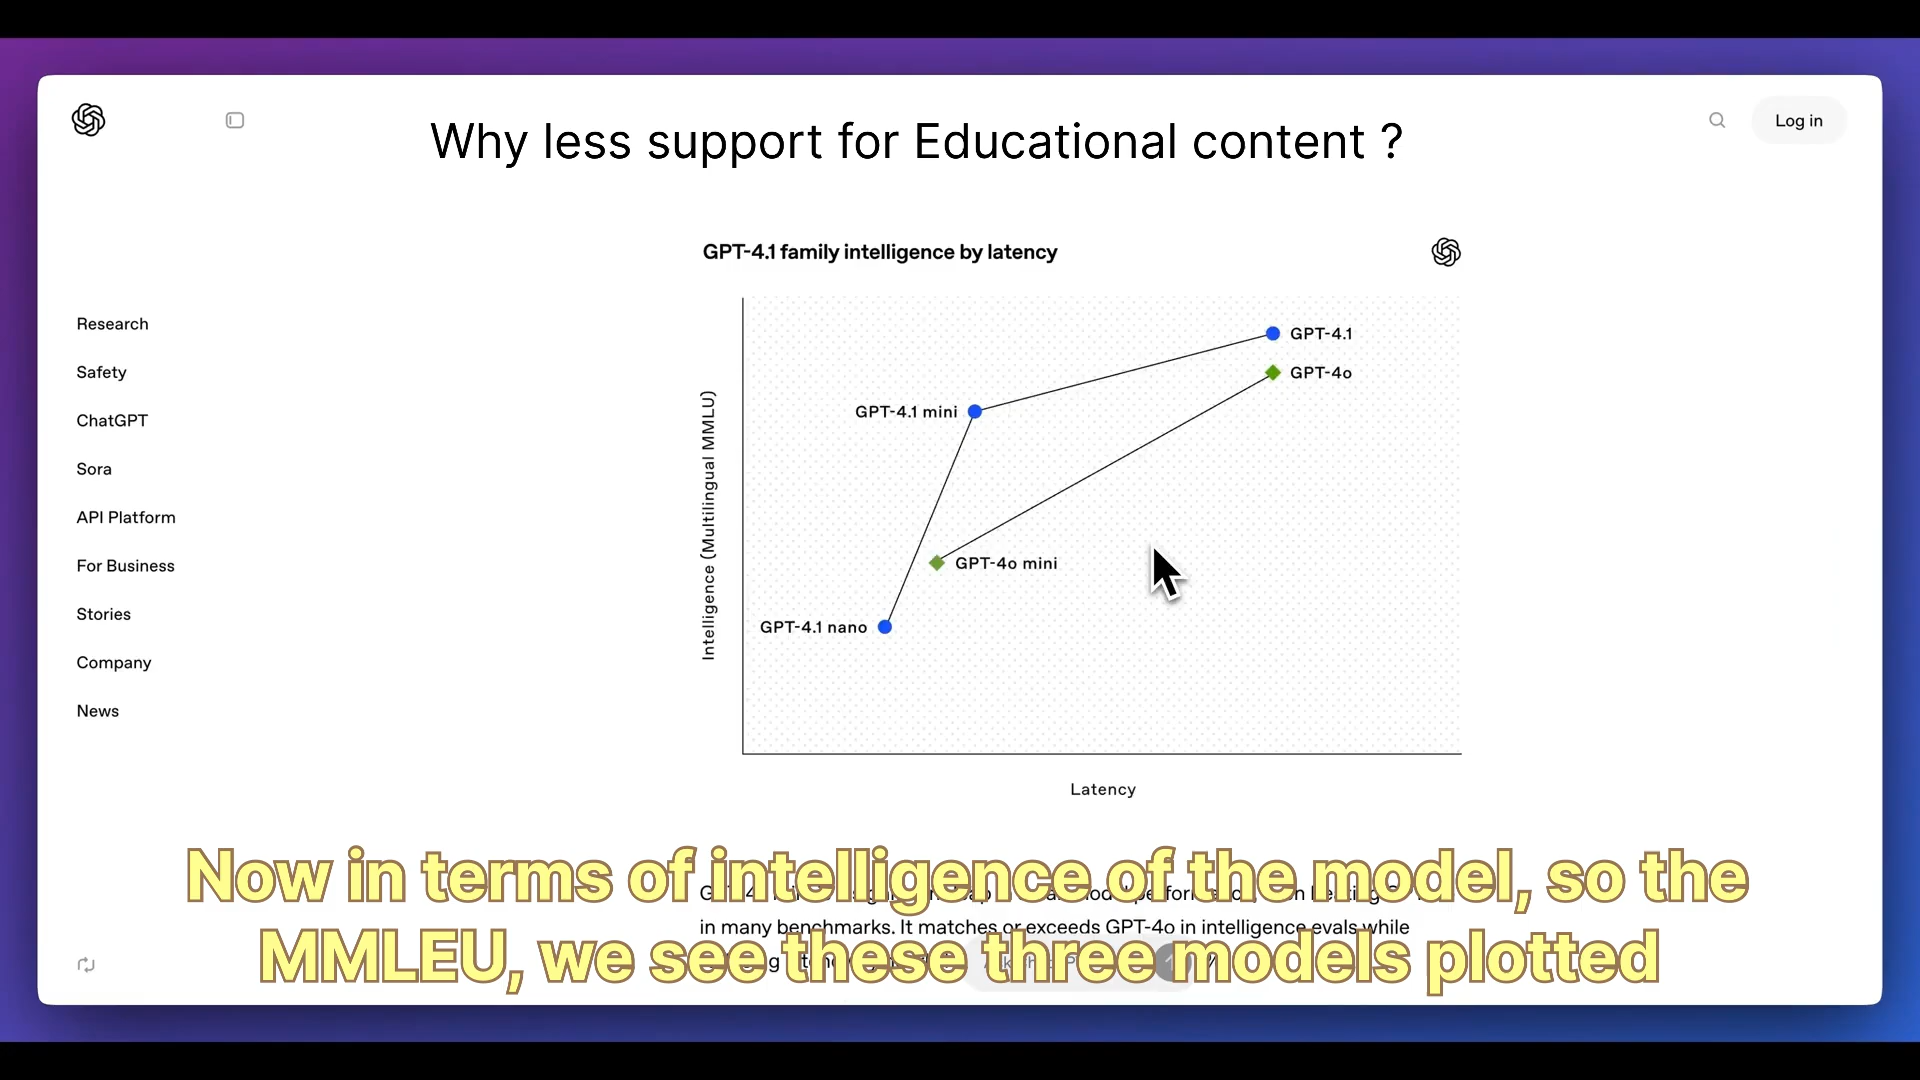 Why less support for Educational content ?
Log in
GPT-4.1 family intelligence by latency
Research
Safety
ChatGPT
Sora
API Platform
For Business
Stories
Company
News
Intelligence (Multilingual MMLU)
GPT-4.1
GPT-4o
GPT-4.1 mini
GPT-4o mini
GPT-4.1 nano
Latency
in many benchmarks. It matches or exceeds GPT-4o in intelligence evals while
Now in terms of intelligence of the model, so the
MMLEU, we see these three models plotted